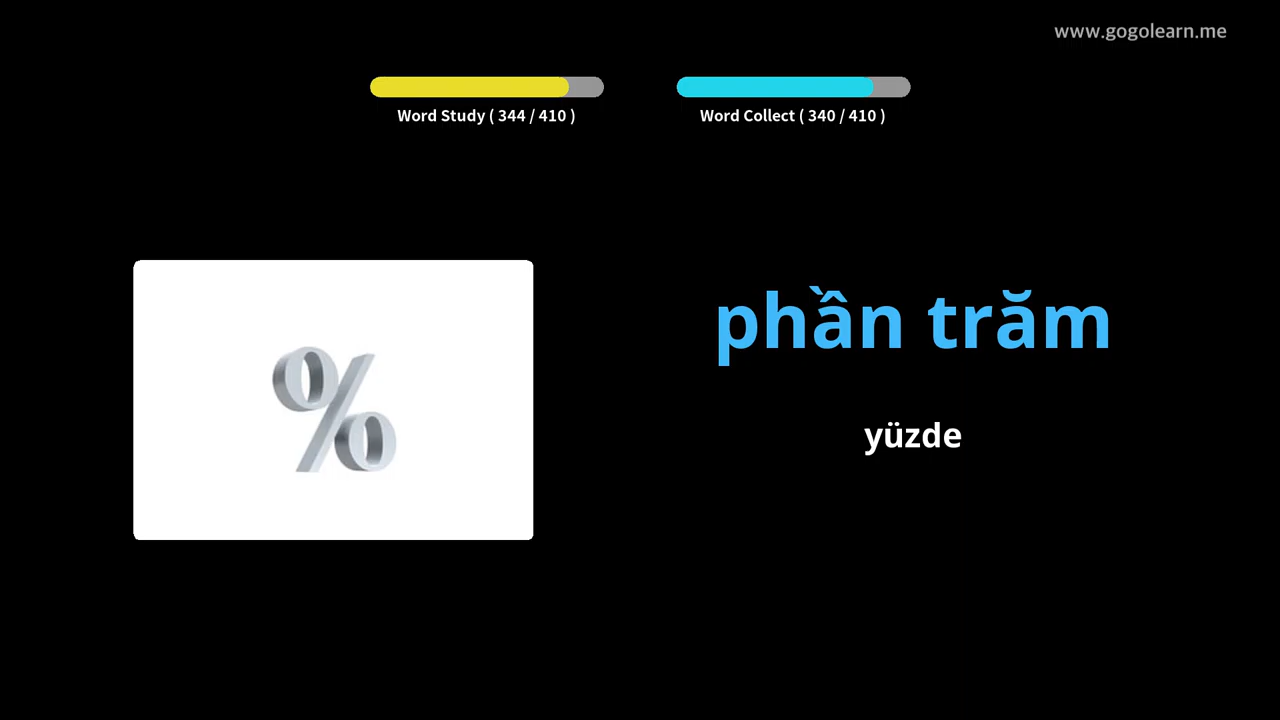 www.gogolearn.me
Word Study ( 344 / 410 )
Word Collect ( 340 / 410 )
%
phần trăm
yüzde